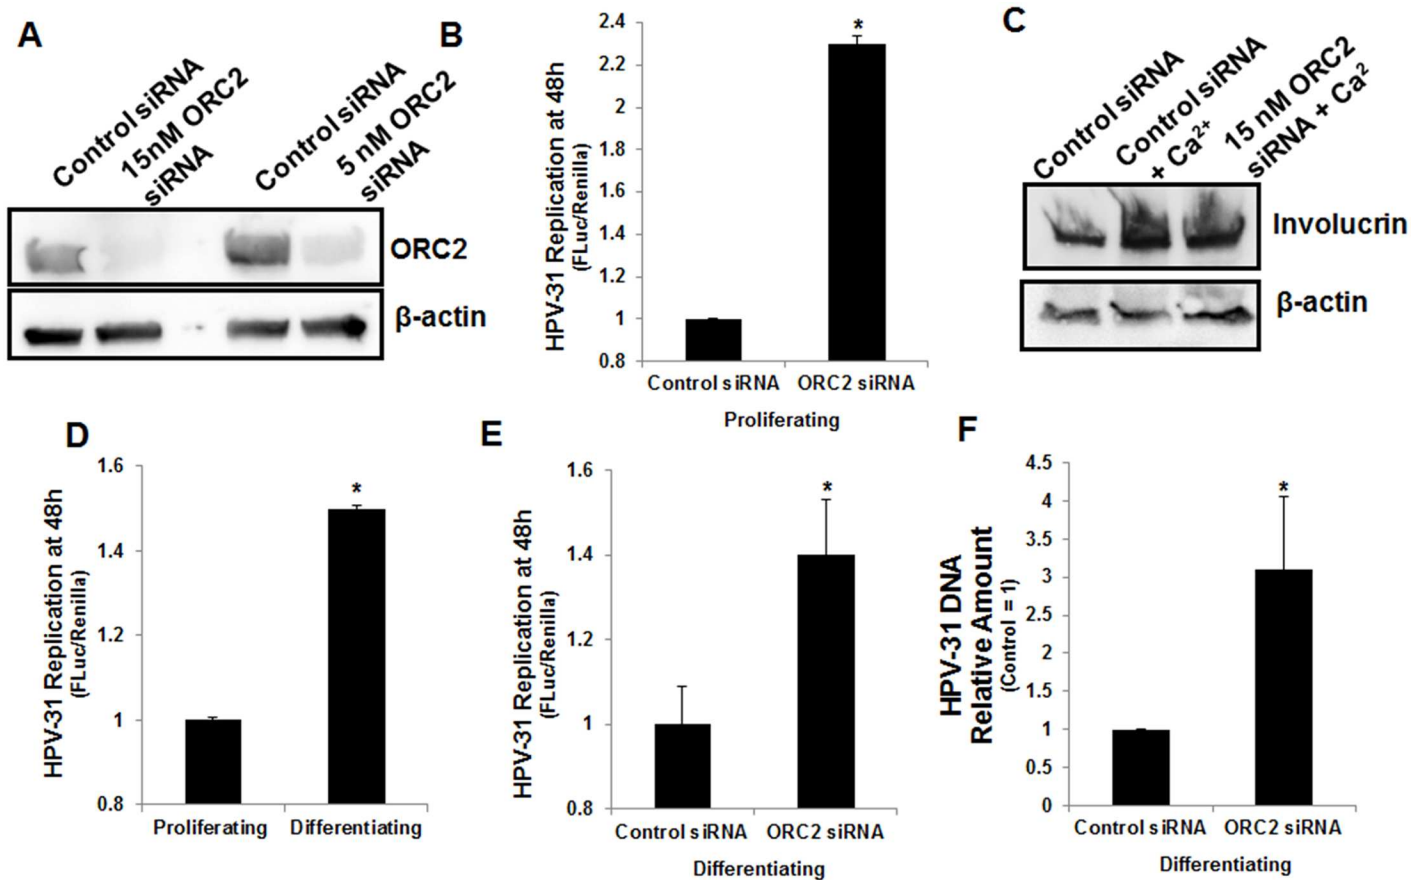 A
Control siRNA
15nM ORC2
siRNA
Control siRNA
5 nM ORC2
siRNA
ORC2
β-actin
B
HPV-31 Replication at 48h
(FLuc/Renilla)
2.4
2.2
2
1.8
1.6
1.4
1.2
1
0.8
*
Control siRNA
ORC2 siRNA
Proliferating
C
Control siRNA
Control siRNA
+ Ca²⁺
15 nM ORC2
siRNA + Ca²
Involucrin
β-actin
D
HPV-31 Replication at 48h
(FLuc/Renilla)
1.6
1.4
1.2
1
0.8
*
Proliferating
Differentiating
E
HPV-31 Replication at 48h
(FLuc/Renilla)
1.6
1.4
1.2
1
0.8
*
Control siRNA
ORC2 siRNA
Differentiating
F
HPV-31 DNA
Relative Amount
(Control = 1)
4.5
4
3.5
3
2.5
2
1.5
1
0.5
0
*
Control siRNA
ORC2 siRNA
Differentiating